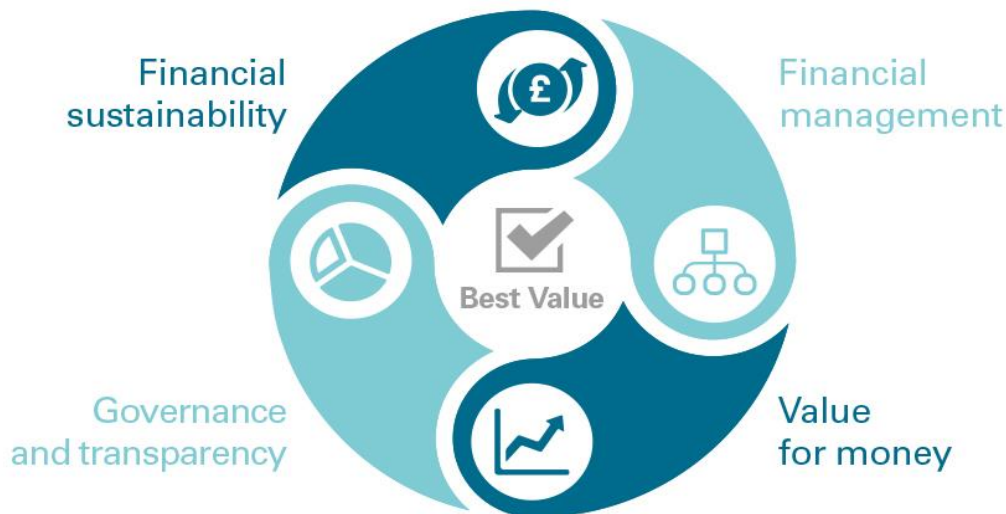 Financial
sustainability
Financial
management
£
Best Value
Governance
and transparency
Value
for money